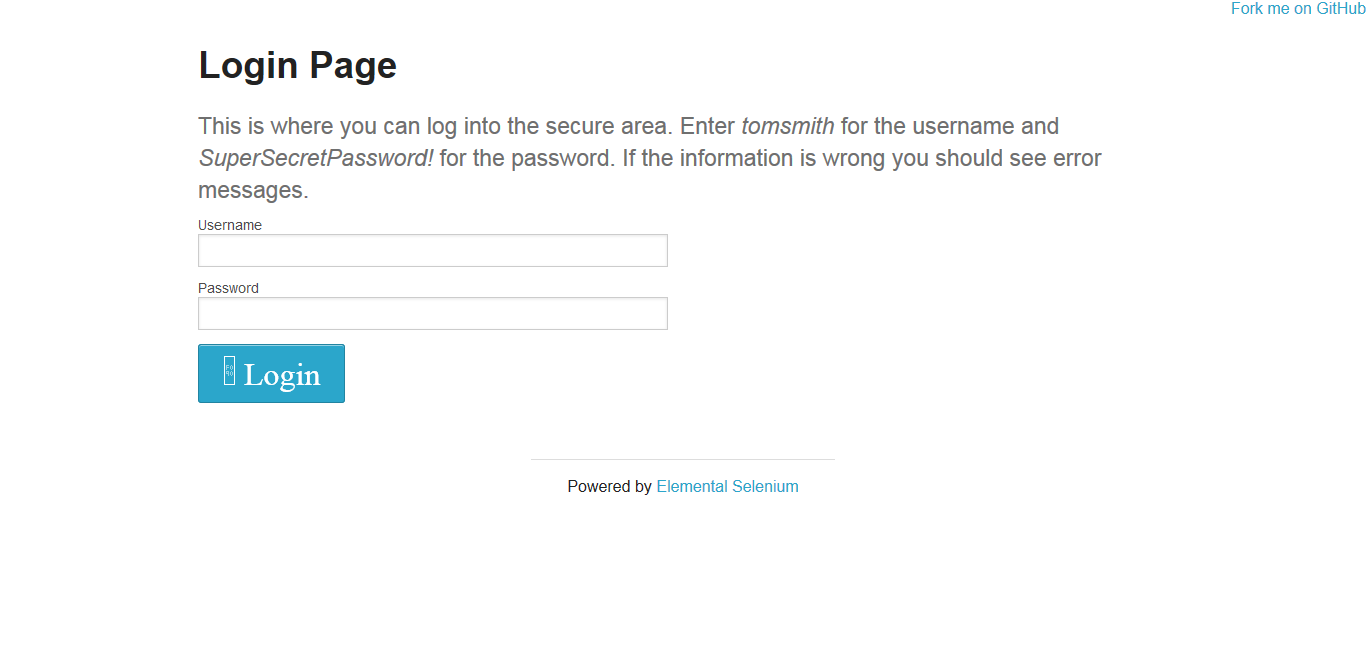 Fork me on GitHub
Login Page
This is where you can log into the secure area. Enter tomsmith for the username and
SuperSecretPassword! for the password. If the information is wrong you should see error
messages.
Username
Password
Login
Powered by Elemental Selenium